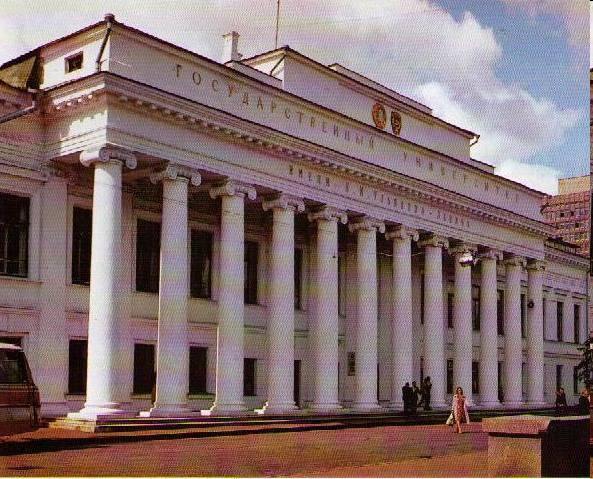 ГОСУДАРСТВЕННЫЙ УНИВЕРСИТЕТ
ИМЕНИ В.И. УЛЬЯНОВА-ЛЕНИНА